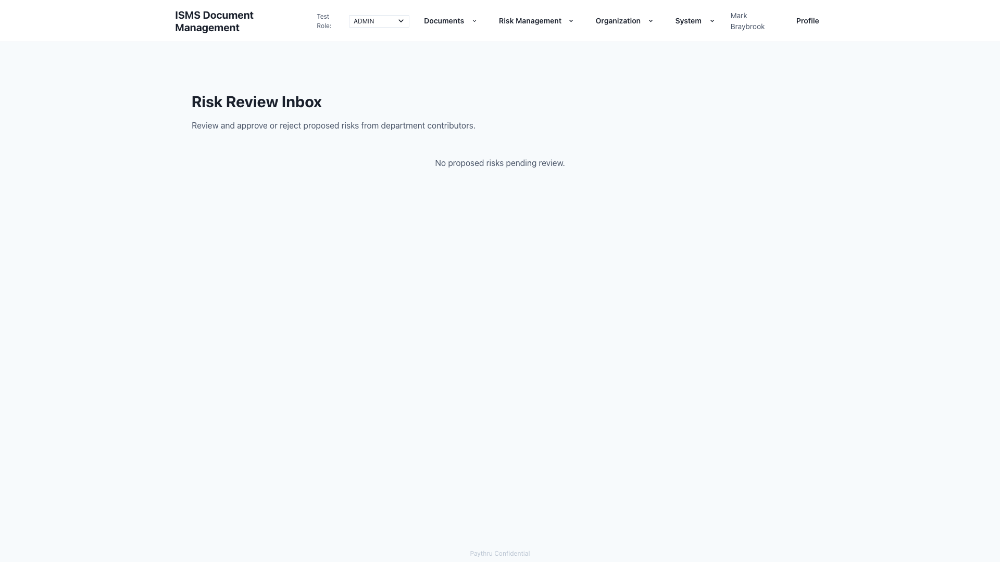 ISMS Document
Management
Test
Role:
ADMIN
Documents
Risk Management
Organization
System
Mark
Braybrook
Profile
Risk Review Inbox
Review and approve or reject proposed risks from department contributors.
No proposed risks pending review.
Paythru Confidential